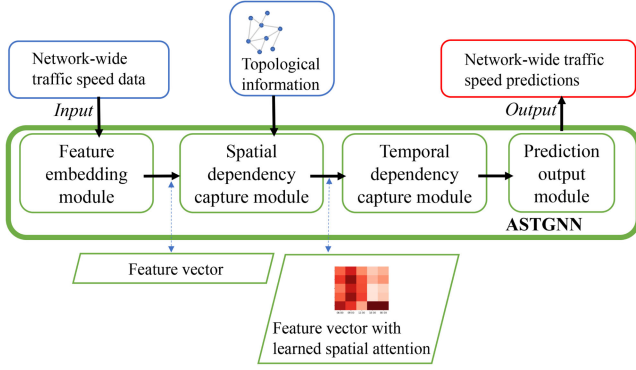 Network-wide
traffic speed data
Topological
information
Network-wide traffic
speed predictions
Input
Output
Feature
embedding
module
Spatial
dependency
capture module
Temporal
dependency
capture module
Prediction
output
module
ASTGNN
Feature vector
Feature vector with
learned spatial attention